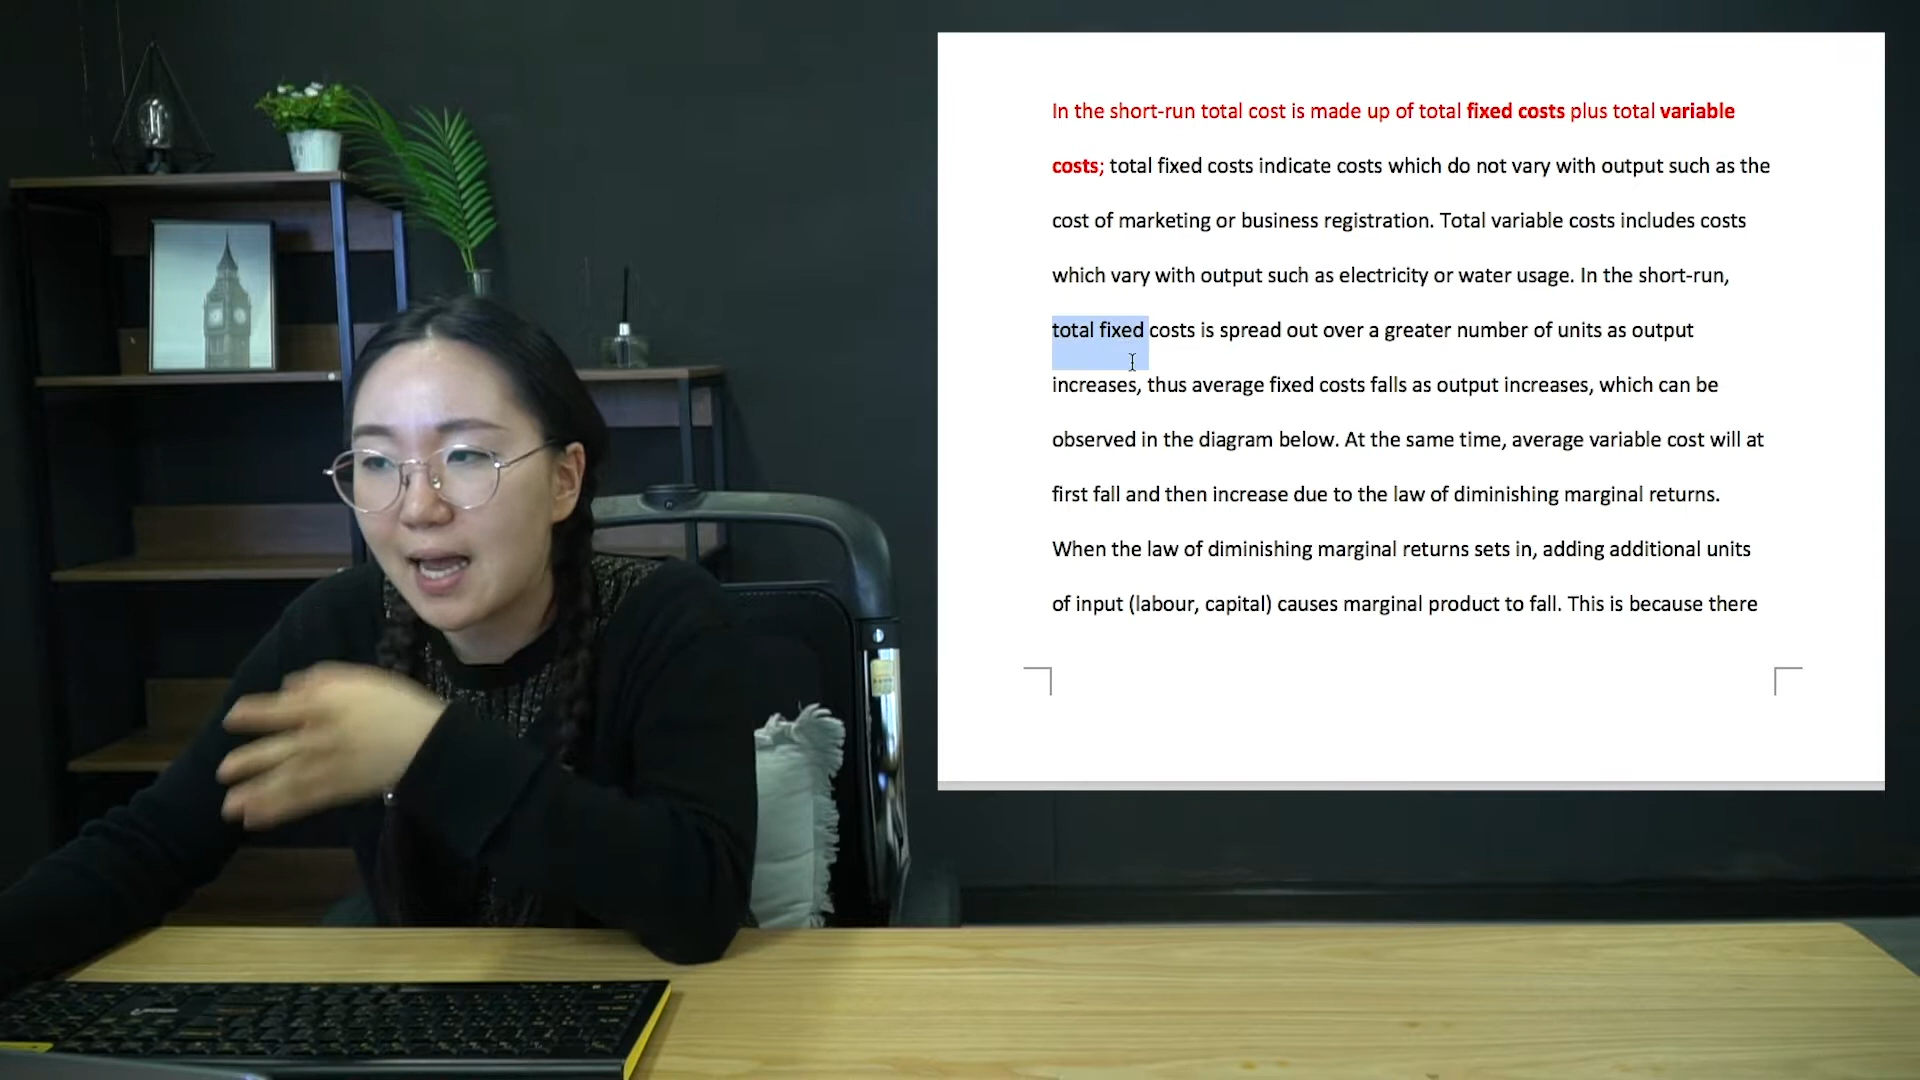 In the short-run total cost is made up of total fixed costs plus total variable
costs; total fixed costs indicate costs which do not vary with output such as the
cost of marketing or business registration. Total variable costs includes costs
which vary with output such as electricity or water usage. In the short-run,
total fixed costs is spread out over a greater number of units as output
increases, thus average fixed costs falls as output increases, which can be
observed in the diagram below. At the same time, average variable cost will at
first fall and then increase due to the law of diminishing marginal returns.
When the law of diminishing marginal returns sets in, adding additional units
of input (labour, capital) causes marginal product to fall. This is because there